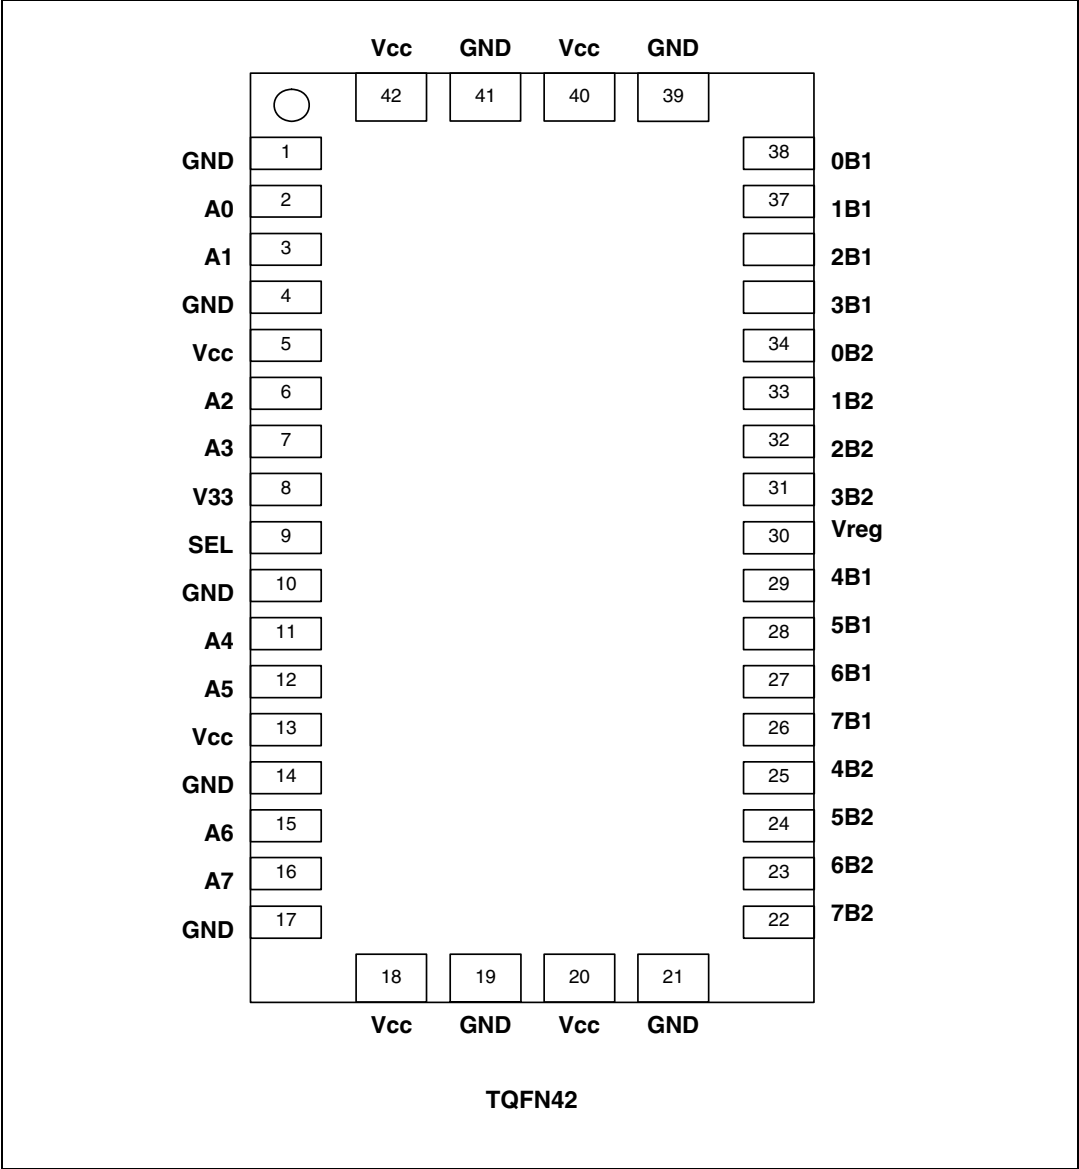 Vcc GND Vcc GND
42 41 40 39
GND 1 38 0B1
A0 2 37 1B1
A1 3 2B1
GND 4 3B1
Vcc 5 34 0B2
A2 6 33 1B2
A3 7 32 2B2
V33 8 31 3B2
SEL 9 30 Vreg
GND 10 29 4B1
A4 11 28 5B1
A5 12 27 6B1
Vcc 13 26 7B1
GND 14 25 4B2
A6 15 24 5B2
A7 16 23 6B2
GND 17 22 7B2
18 19 20 21
Vcc GND Vcc GND
TQFN42